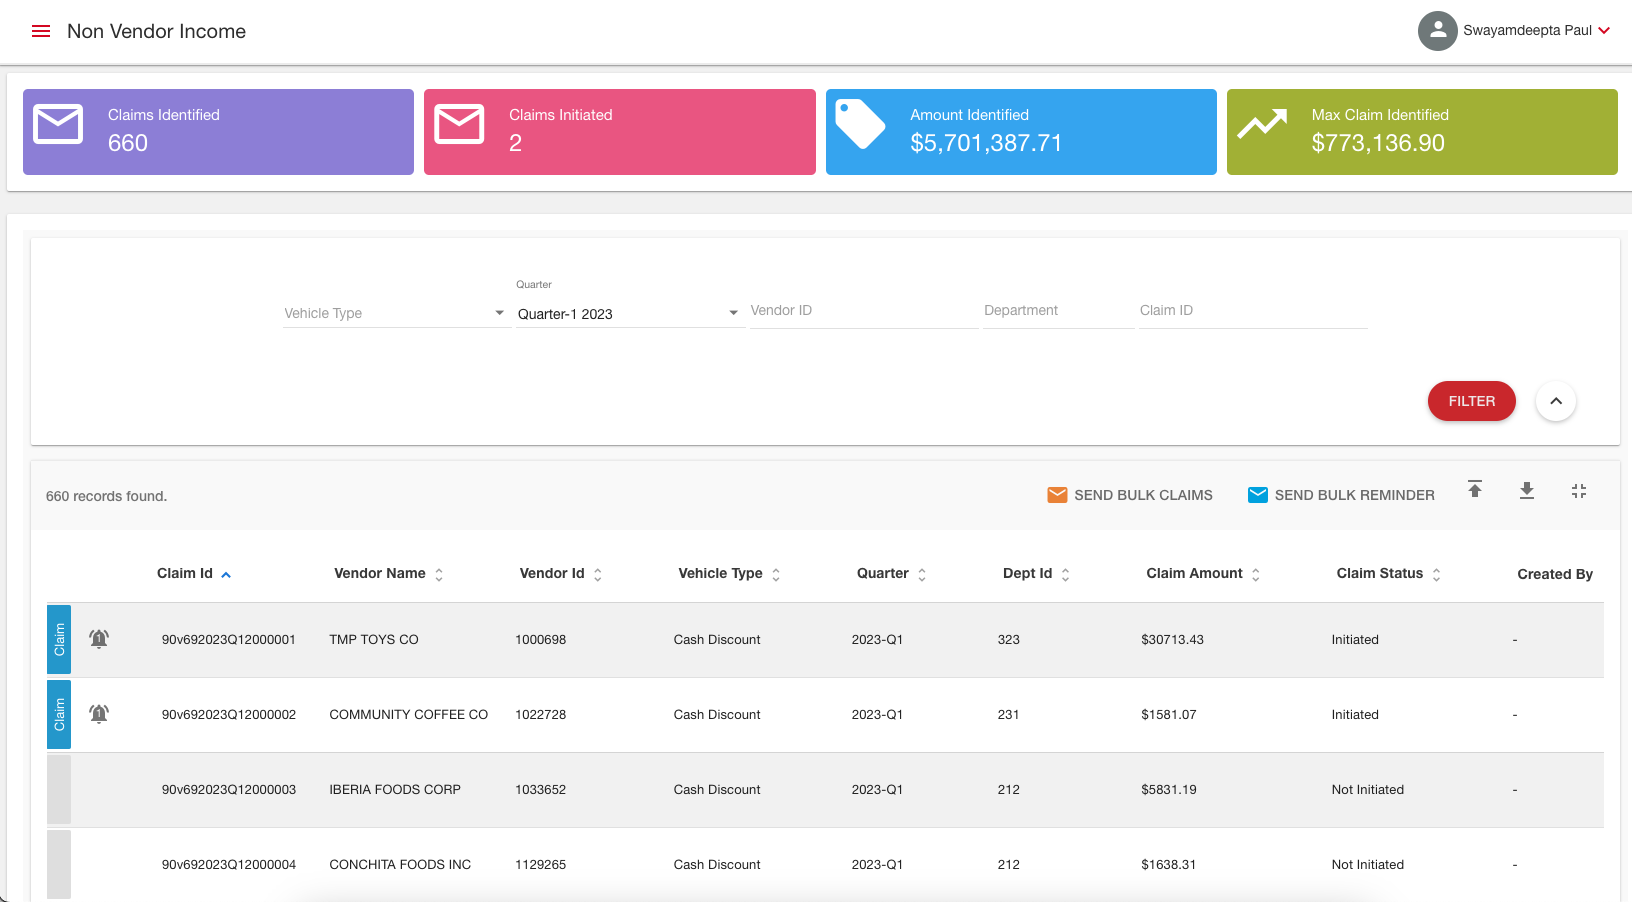 Non Vendor Income
Swayamdeepta Paul
Claims Identified
660
Claims Initiated
2
Amount Identified
$5,701,387.71
Max Claim Identified
$773,136.90
Quarter
Vehicle Type
Quarter-1 2023
Vendor ID
Department
Claim ID
FILTER
660 records found.
SEND BULK CLAIMS
SEND BULK REMINDER
Claim Id Vendor Name Vendor Id Vehicle Type Quarter Dept Id Claim Amount Claim Status Created By
Claim 1 90v692023Q12000001 TMP TOYS CO 1000698 Cash Discount 2023-Q1 323 $30713.43 Initiated -
Claim 1 90v692023Q12000002 COMMUNITY COFFEE CO 1022728 Cash Discount 2023-Q1 231 $1581.07 Initiated -
90v692023Q12000003 IBERIA FOODS CORP 1033652 Cash Discount 2023-Q1 212 $5831.19 Not Initiated -
90v692023Q12000004 CONCHITA FOODS INC 1129265 Cash Discount 2023-Q1 212 $1638.31 Not Initiated -